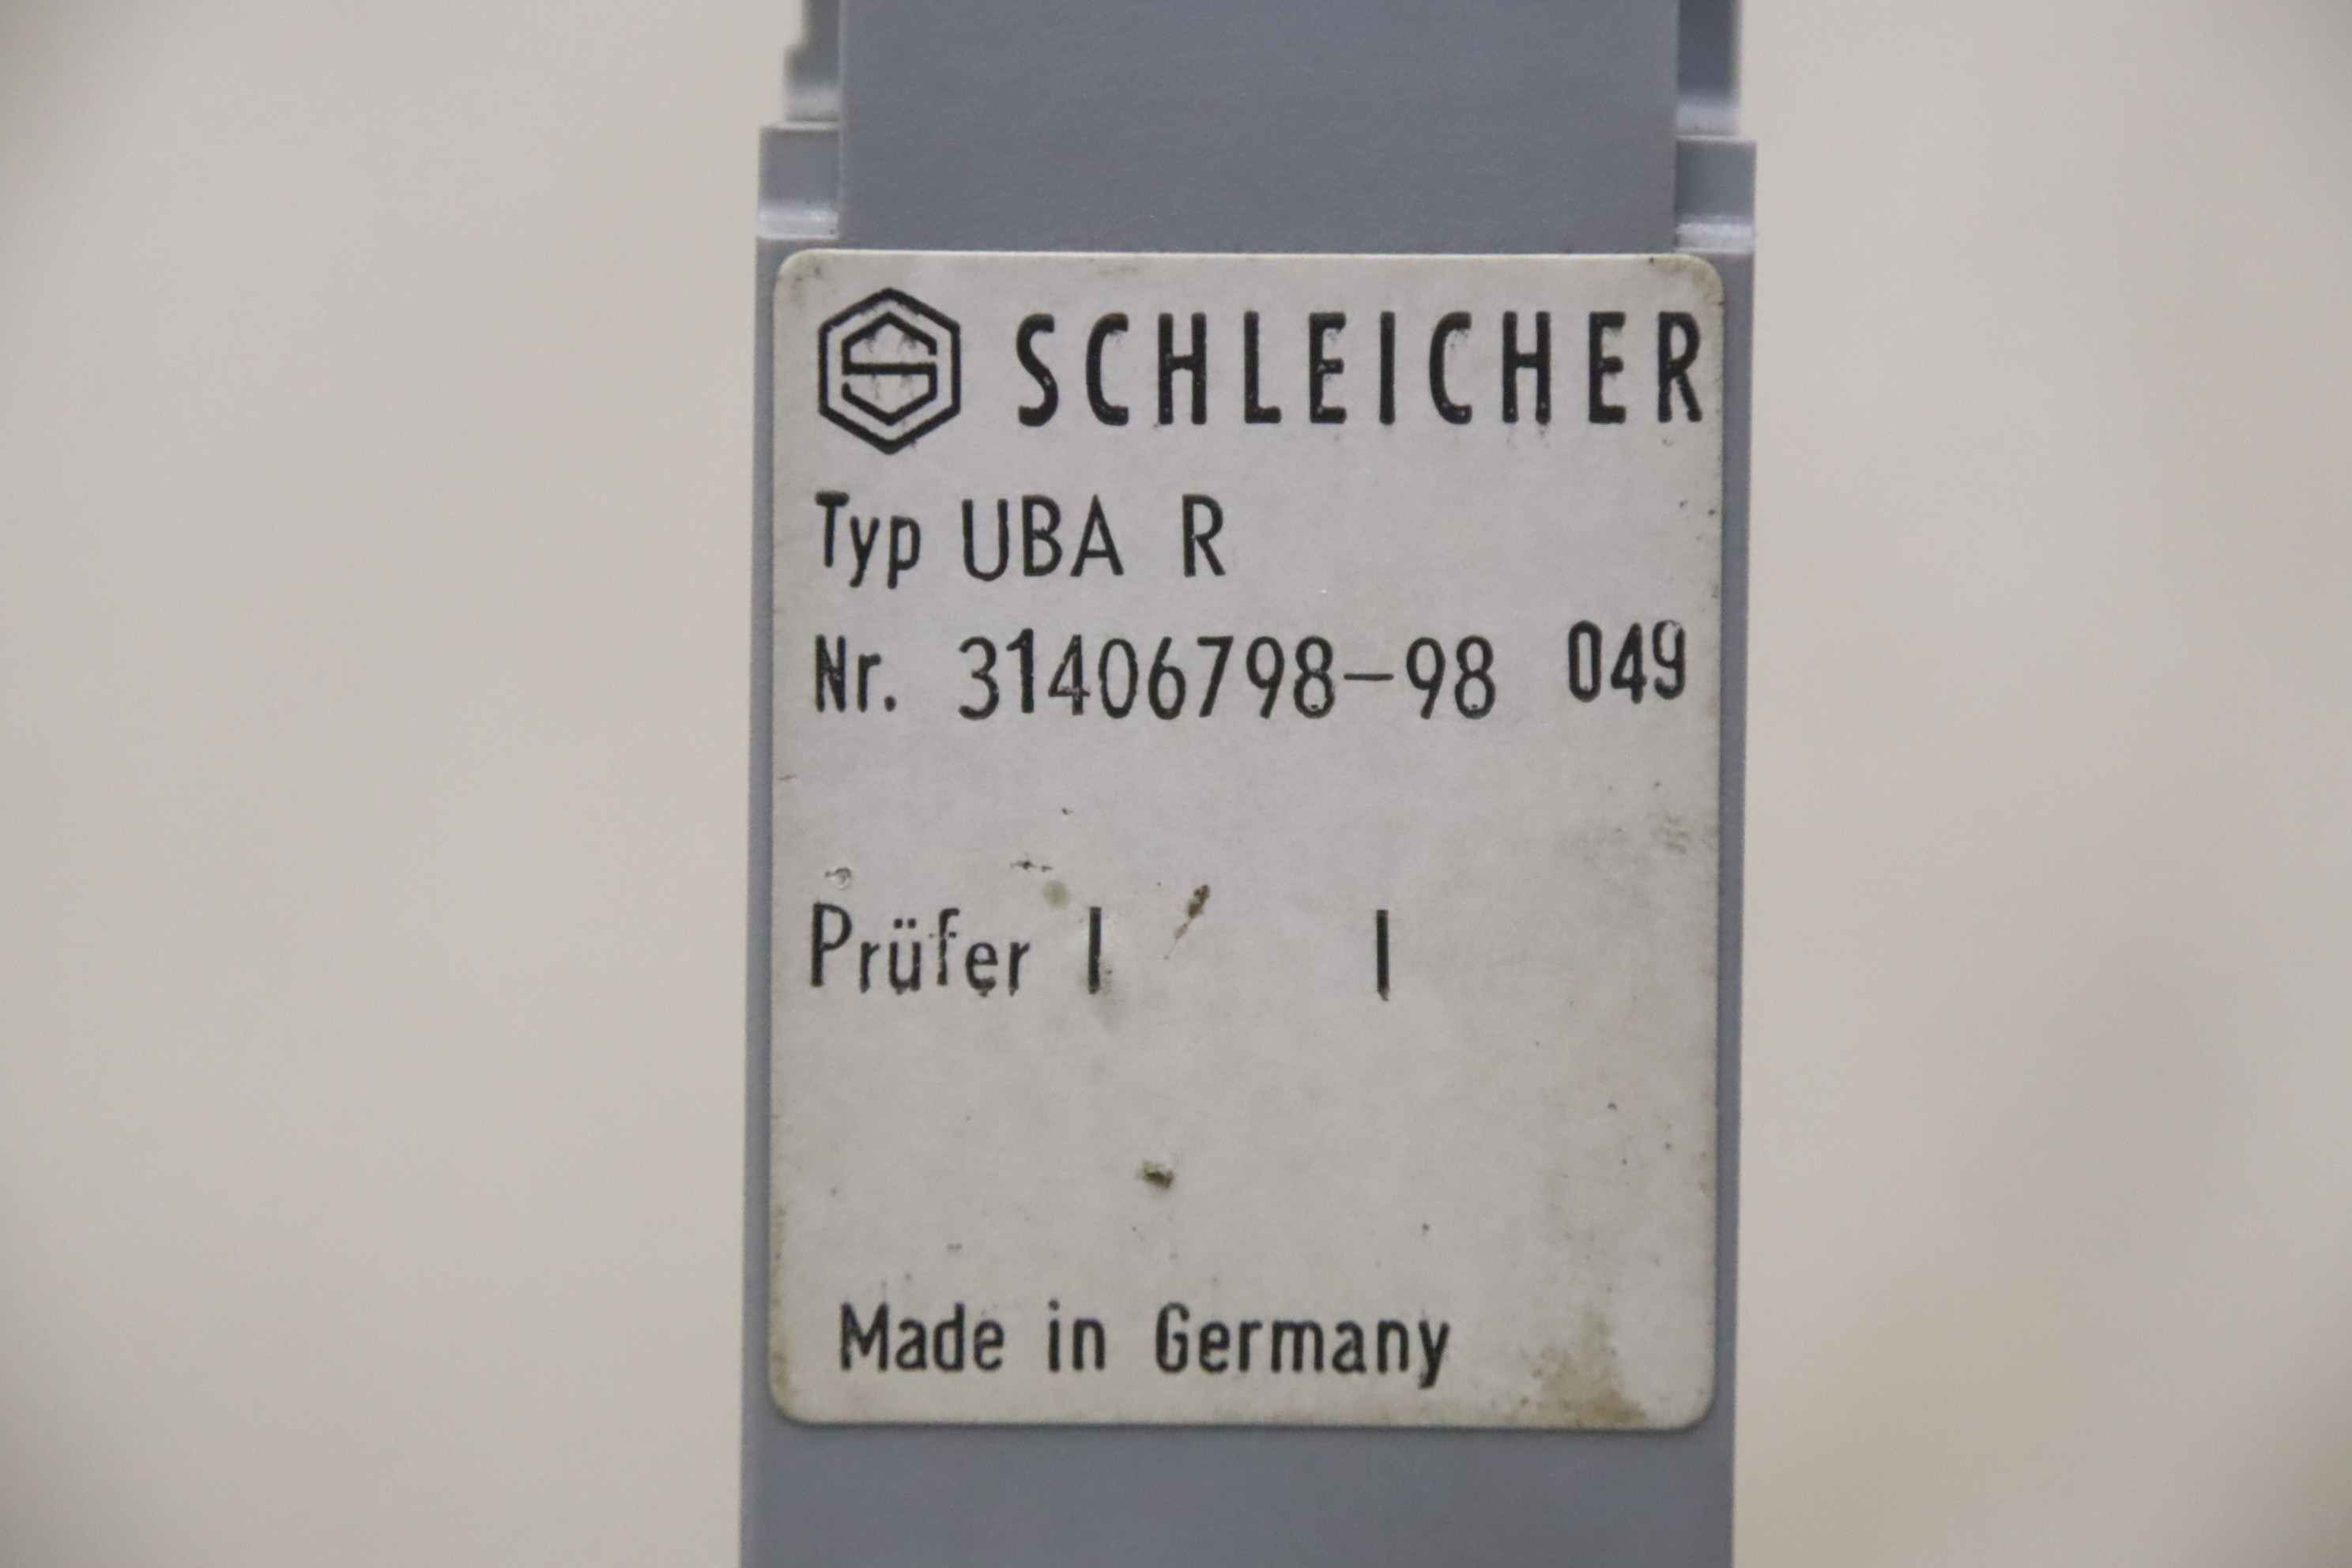 SCHLEICHER
Typ UBA R
Nr. 31406798-98 049
Prüfer | |
Made in Germany